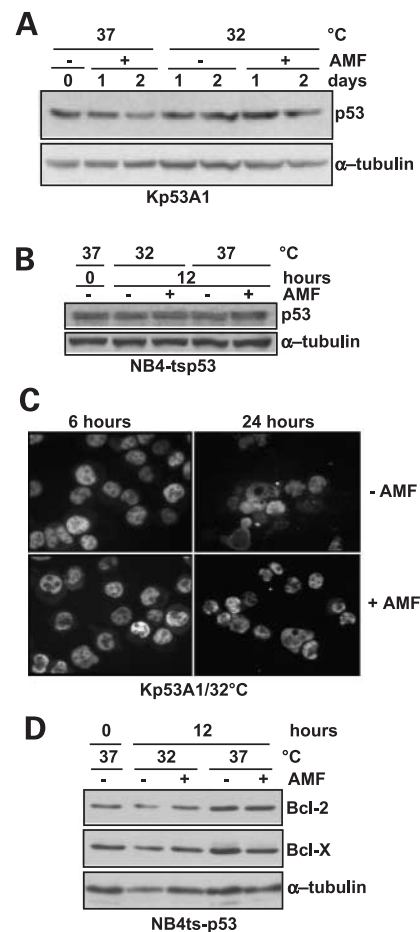 A
37 32 °C
- + - + AMF
0 1 2 1 2 1 2 days
p53
α–tubulin
Kp53A1
B
37 32 37 °C
0 12 hours
- - + - + AMF
p53
α–tubulin
NB4-tsp53
C
6 hours 24 hours
- AMF
+ AMF
Kp53A1/32°C
D
0 12 hours
37 32 37 °C
- - + - + AMF
Bcl-2
Bcl-X
α–tubulin
NB4ts-p53